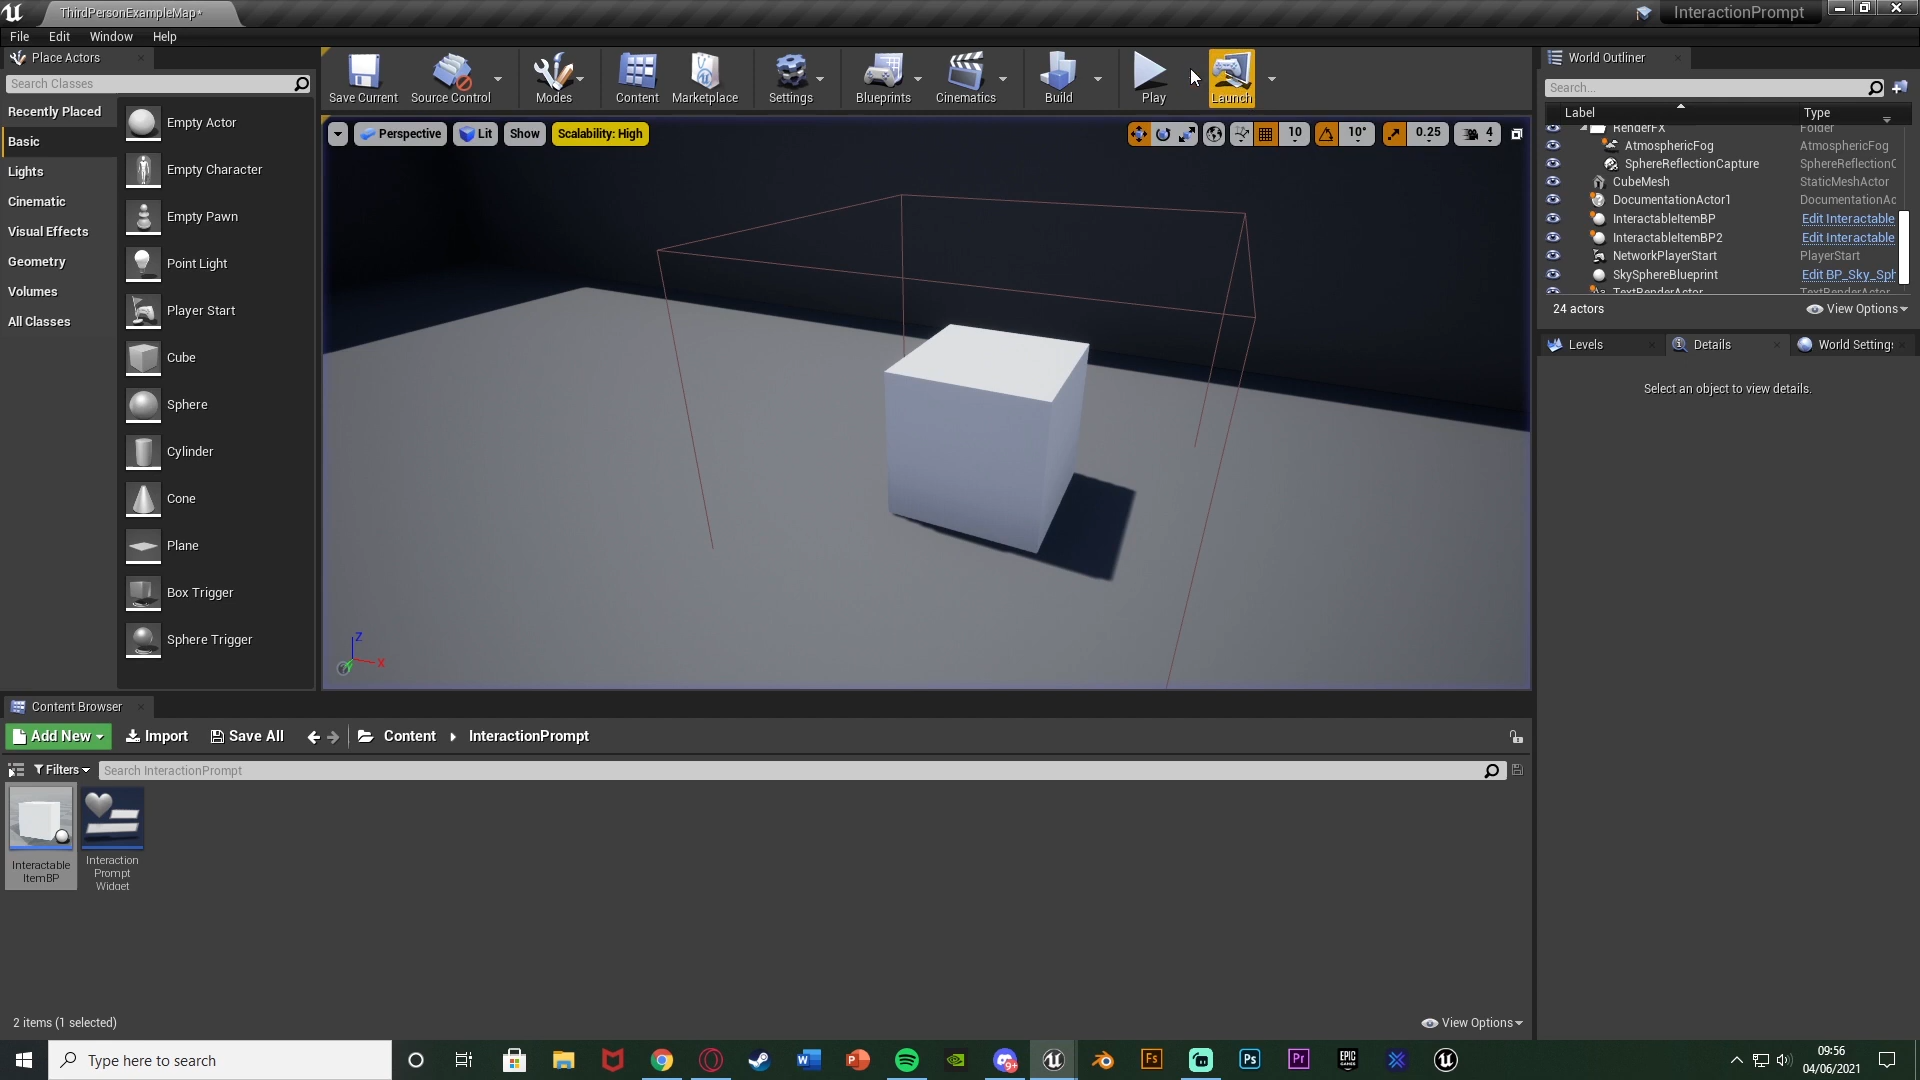 ThirdPersonExampleMap*
InteractionPrompt
File Edit Window Help
Place Actors
Search Classes
Recently Placed
Basic
Lights
Cinematic
Visual Effects
Geometry
Volumes
All Classes
Empty Actor
Empty Character
Empty Pawn
Point Light
Player Start
Cube
Sphere
Cylinder
Cone
Plane
Box Trigger
Sphere Trigger
Save Current Source Control Modes Content Marketplace Settings Blueprints Cinematics Build Play Launch
Perspective Lit Show Scalability: High 10 10° 0.25 4
Z
X
World Outliner
Search...
Label Type
RenderFX Folder
AtmosphericFog AtmosphericFog
SphereReflectionCapture SphereReflectionC
CubeMesh StaticMeshActor
DocumentationActor1 DocumentationAc
InteractableItemBP Edit Interactable
InteractableItemBP2 Edit Interactable
NetworkPlayerStart PlayerStart
SkySphereBlueprint Edit BP_Sky_Sph
TextRenderActor TextRenderActor
24 actors View Options
Levels Details World Settings
Select an object to view details.
Content Browser
Add New Import Save All Content InteractionPrompt
Filters Search InteractionPrompt
Interactable
ItemBP
Interaction
Prompt
Widget
2 items (1 selected) View Options
Type here to search
9+
Fs Ps Pr
EPIC
GAMES
09:56
04/06/2021